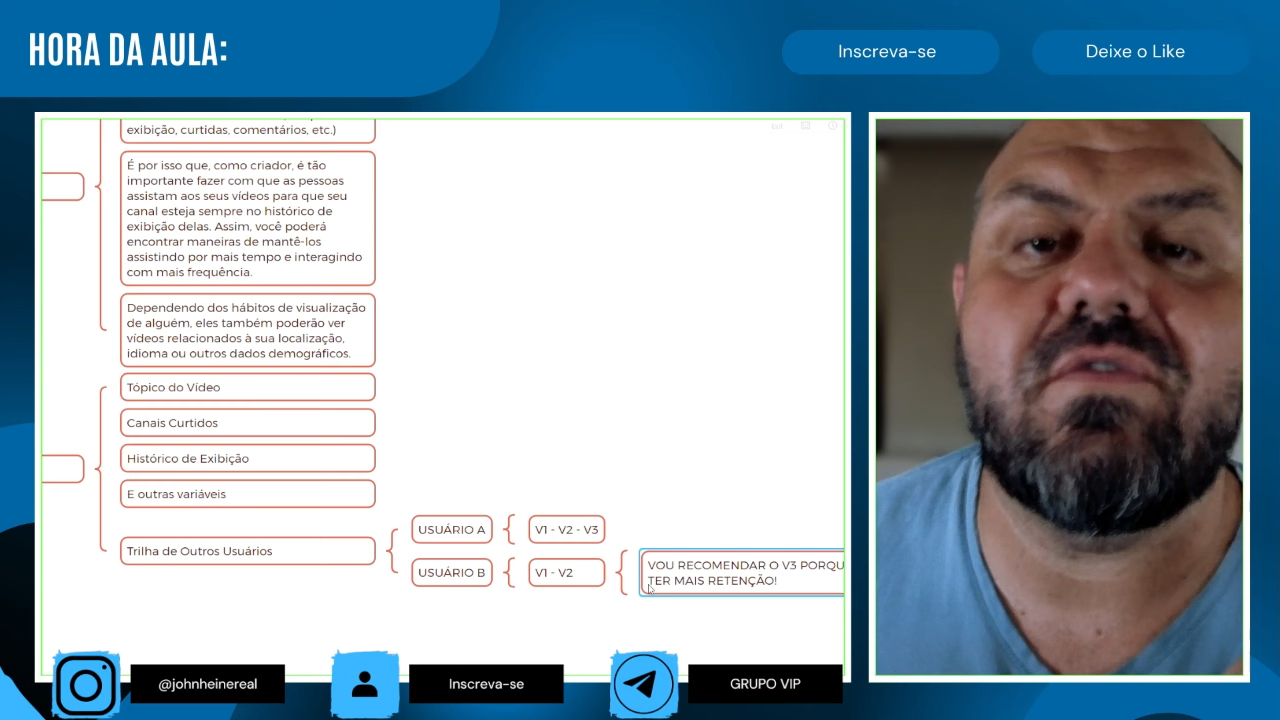 HORA DA AULA:
Inscreva-se
Deixe o Like
exibição, curtidas, comentários, etc.)
Exit
É por isso que, como criador, é tão
importante fazer com que as pessoas
assistam aos seus vídeos para que seu
canal esteja sempre no histórico de
exibição delas. Assim, você poderá
encontrar maneiras de mantê-los
assistindo por mais tempo e interagindo
com mais frequência.
Dependendo dos hábitos de visualização
de alguém, eles também poderão ver
vídeos relacionados à sua localização,
idioma ou outros dados demográficos.
Tópico do Vídeo
Canais Curtidos
Histórico de Exibição
E outras variáveis
Trilha de Outros Usuários
USUÁRIO A
V1 - V2 - V3
USUÁRIO B
V1 - V2
VOU RECOMENDAR O V3 PORQU
TER MAIS RETENÇÃO!
@johnheinereal
Inscreva-se
GRUPO VIP